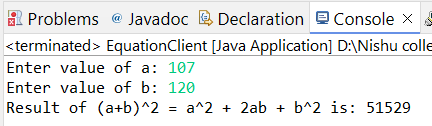 Problems @ Javadoc Declaration Console ×
<terminated> EquationClient [Java Application] D:\Nishu colle
Enter value of a: 107
Enter value of b: 120
Result of (a+b)^2 = a^2 + 2ab + b^2 is: 51529